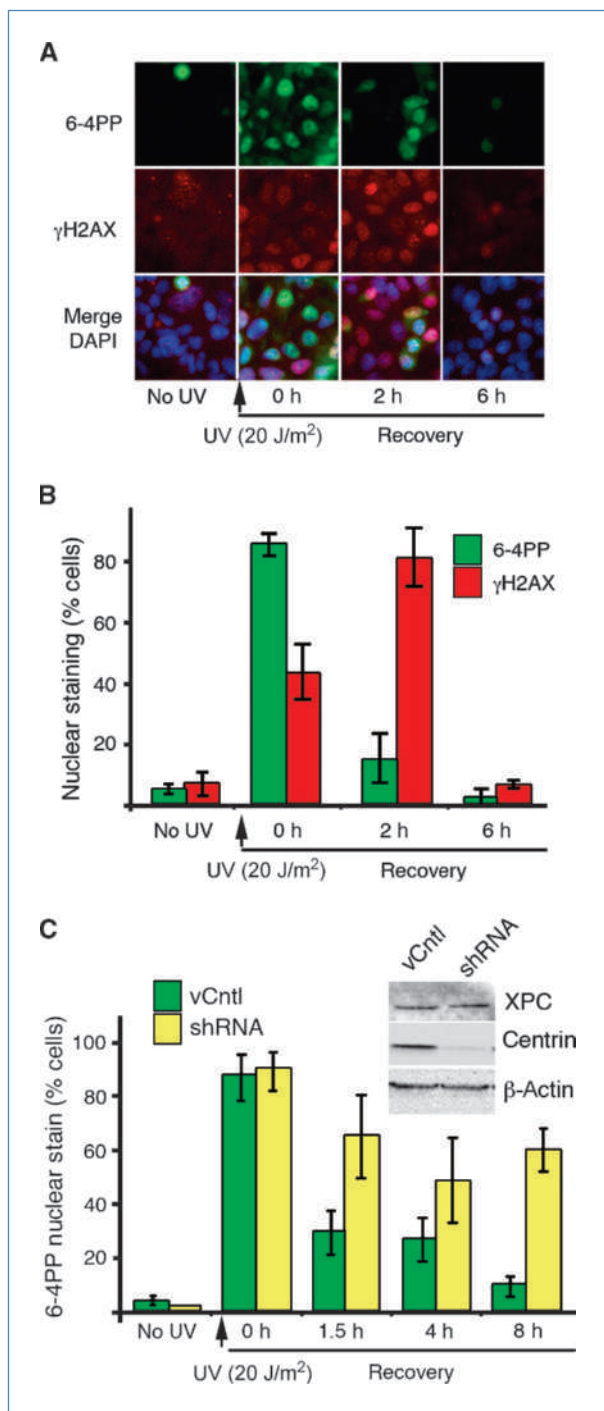 A
6-4PP
γH2AX
Merge
DAPI
No UV 0 h 2 h 6 h
UV (20 J/m2) Recovery
B
Nuclear staining (% cells)
80
60
40
20
6-4PP
γH2AX
No UV 0 h 2 h 6 h
UV (20 J/m2) Recovery
C
vCntl
shRNA
vCntl
shRNA
XPC
Centrin
β-Actin
6-4PP nuclear stain (% cells)
100
80
60
40
20
No UV 0 h 1.5 h 4 h 8 h
UV (20 J/m2) Recovery